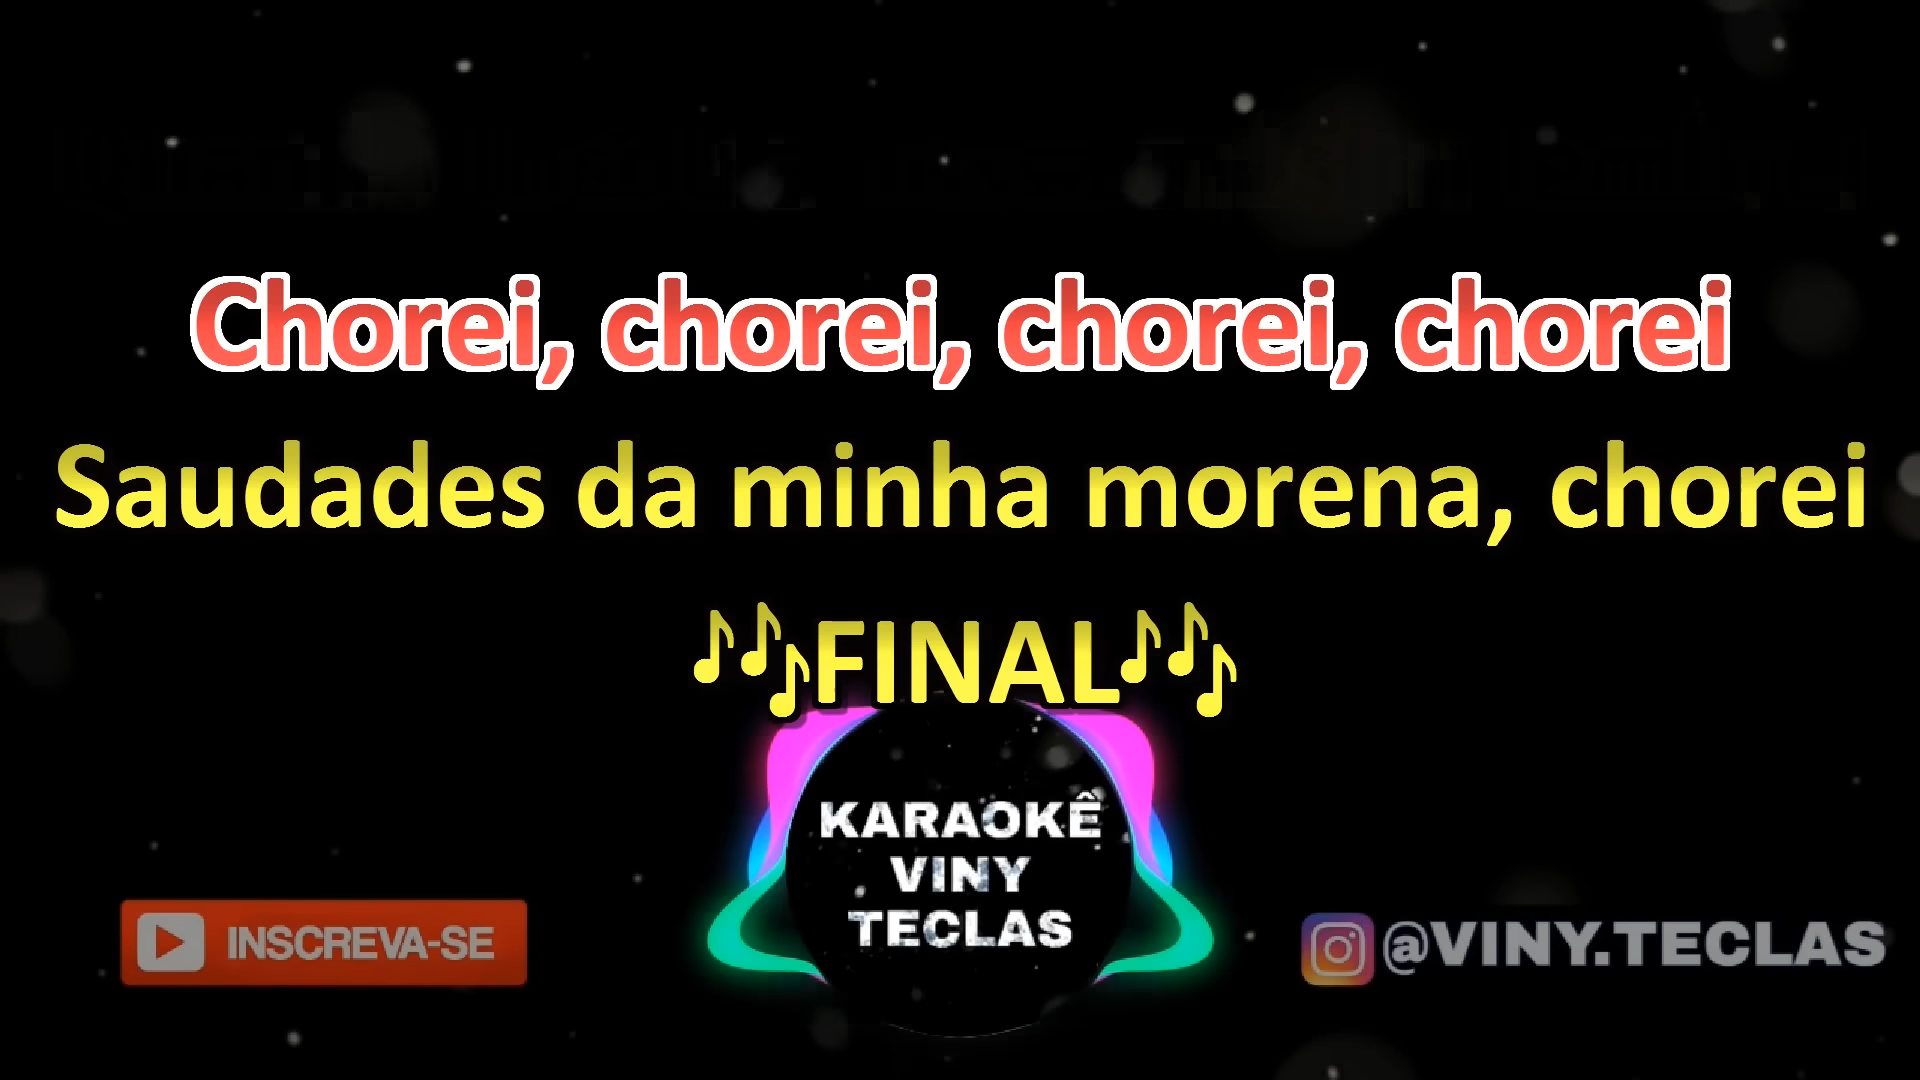 Chorei, chorei, chorei, chorei
Saudades da minha morena, chorei
🎶FINAL🎶
KARAOKÊ
VINY
TECLAS
INSCREVA-SE
@VINY.TECLAS